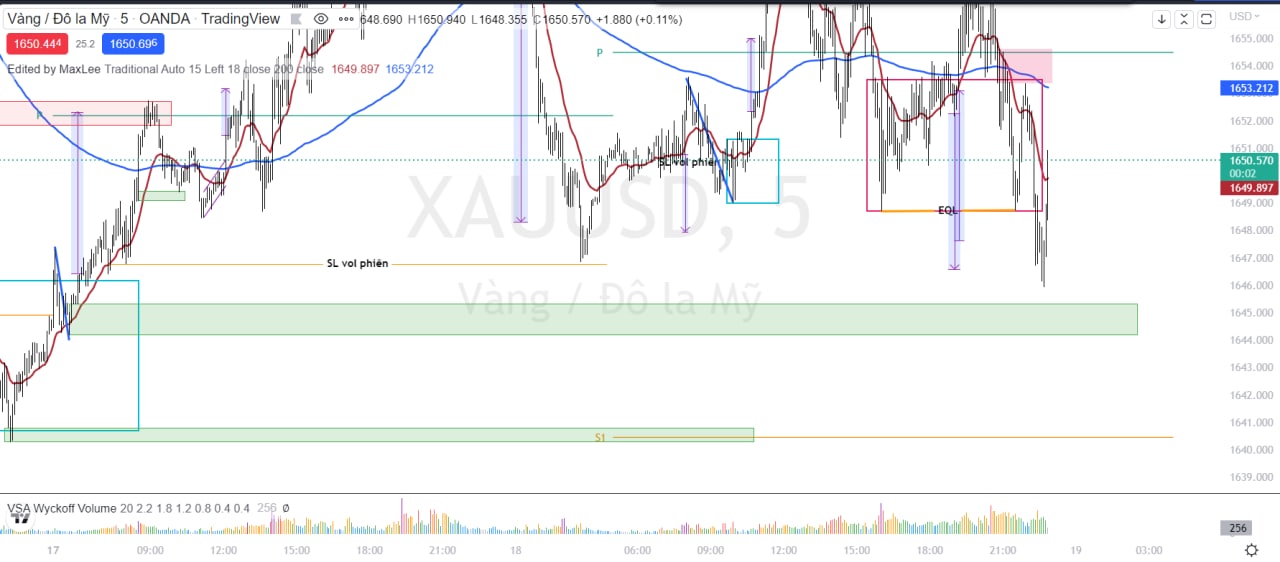 Vàng / Đô la Mỹ · 5 · OANDA · TradingView 648.690 H1650.940 L1648.355 C1650.570 +1.880 (+0.11%)
USD
1650.444 25.2 1650.696
Edited by MaxLee Traditional Auto 15 Left 18 close 200 close 1649.897 1653.212
1655.000
1654.000
1653.212
1652.000
1651.000
1650.570
00:02
1649.897
1649.000
1648.000
1647.000
1646.000
1645.000
1644.000
1643.000
1642.000
1641.000
1640.000
1639.000
P
P
SL vol phiên
EQL
SL vol phiên
S1
XAUUSD, 5
Vàng / Đô la Mỹ
VSA Wyckoff Volume 20 2.2 1.8 1.2 0.8 0.4 0.4 256 Ø
256
17 09:00 12:00 15:00 18:00 21:00 18 06:00 09:00 12:00 15:00 18:00 21:00 19 03:00